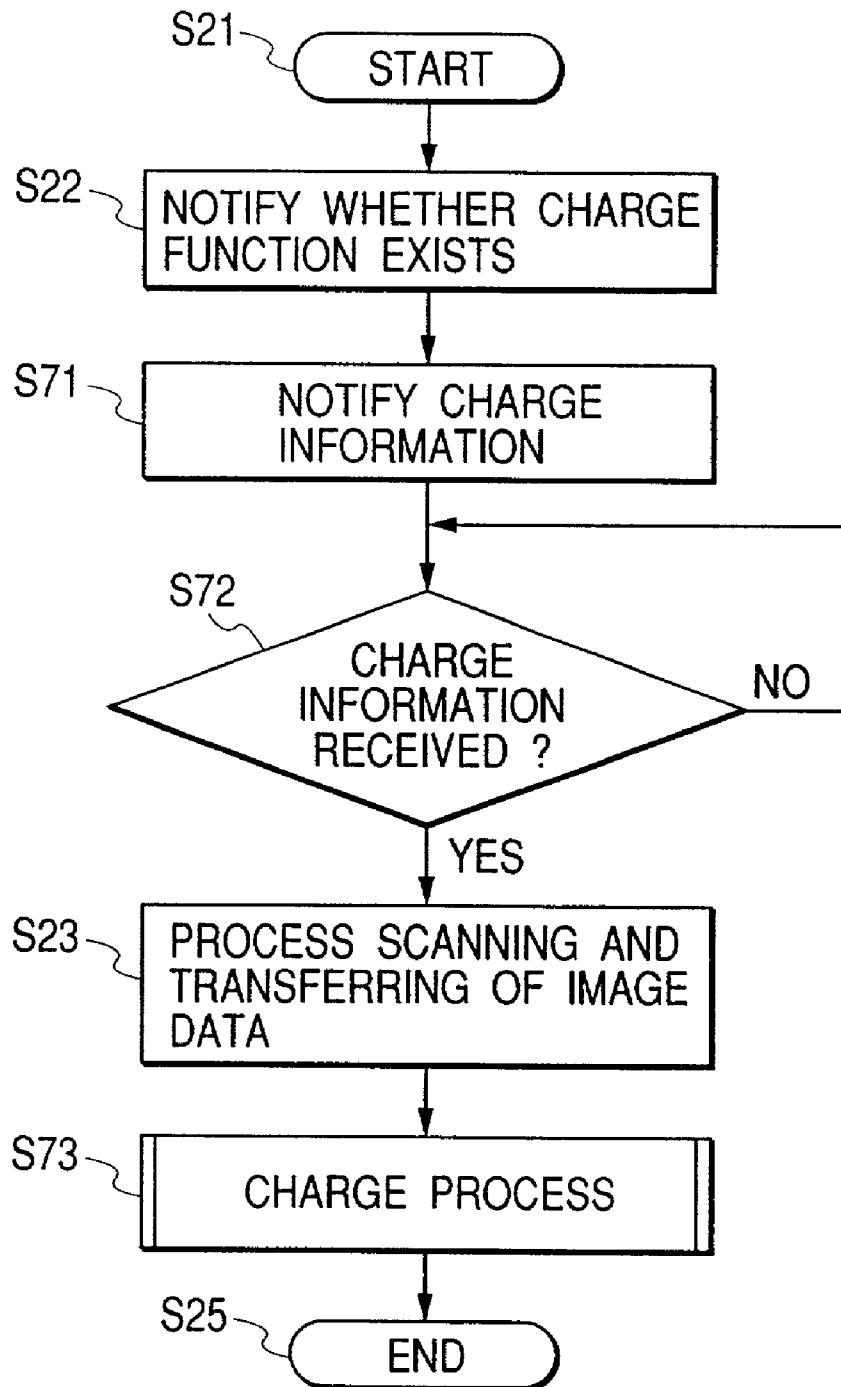 S21
START
S22
NOTIFY WHETHER CHARGE
FUNCTION EXISTS
S71
NOTIFY CHARGE
INFORMATION
S72
CHARGE
INFORMATION
RECEIVED ?
NO
YES
S23
PROCESS SCANNING AND
TRANSFERRING OF IMAGE
DATA
S73
CHARGE PROCESS
S25
END